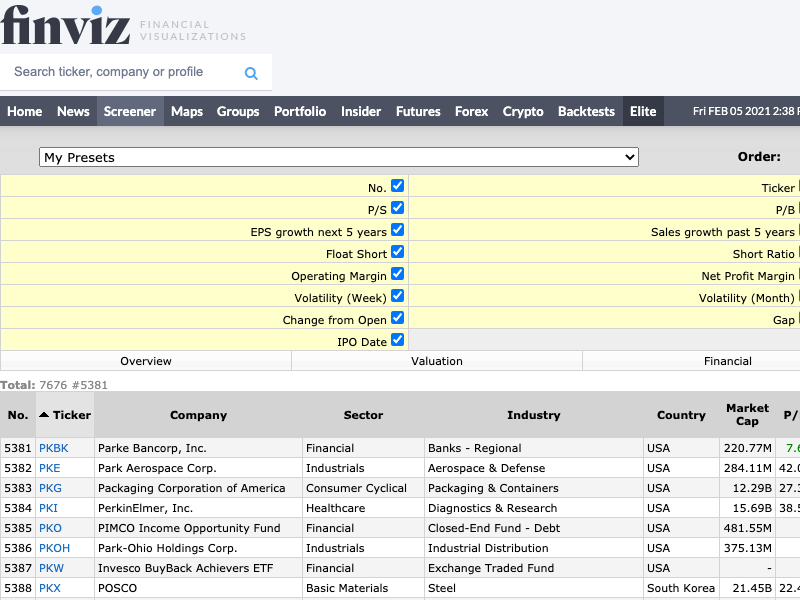 finviz FINANCIAL
VISUALIZATIONS
Search ticker, company or profile
Home News Screener Maps Groups Portfolio Insider Futures Forex Crypto Backtests Elite Fri FEB 05 2021 2:38
My Presets Order:
No. Ticker
P/S P/B
EPS growth next 5 years Sales growth past 5 years
Float Short Short Ratio
Operating Margin Net Profit Margin
Volatility (Week) Volatility (Month)
Change from Open Gap
IPO Date
Overview Valuation Financial
Total: 7676 #5381
No. Ticker Company Sector Industry Country Market Cap P/
5381 PKBK Parke Bancorp, Inc. Financial Banks - Regional USA 220.77M 7.6
5382 PKE Park Aerospace Corp. Industrials Aerospace & Defense USA 284.11M 42.0
5383 PKG Packaging Corporation of America Consumer Cyclical Packaging & Containers USA 12.29B 27.3
5384 PKI PerkinElmer, Inc. Healthcare Diagnostics & Research USA 15.69B 38.5
5385 PKO PIMCO Income Opportunity Fund Financial Closed-End Fund - Debt USA 481.55M
5386 PKOH Park-Ohio Holdings Corp. Industrials Industrial Distribution USA 375.13M
5387 PKW Invesco BuyBack Achievers ETF Financial Exchange Traded Fund USA -
5388 PKX POSCO Basic Materials Steel South Korea 21.45B 22.4